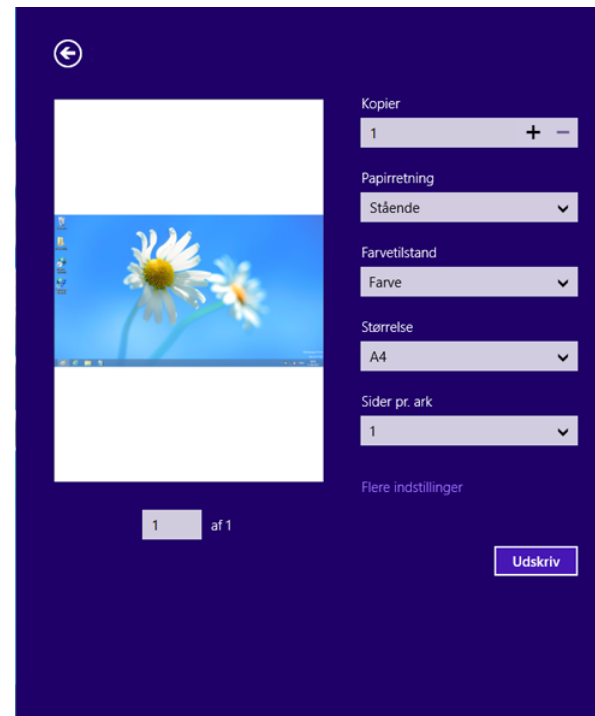 Kopier
1
Papirretning
Stående
Farvetilstand
Farve
Størrelse
A4
Sider pr. ark
1
Flere indstillinger
1 af 1
Udskriv